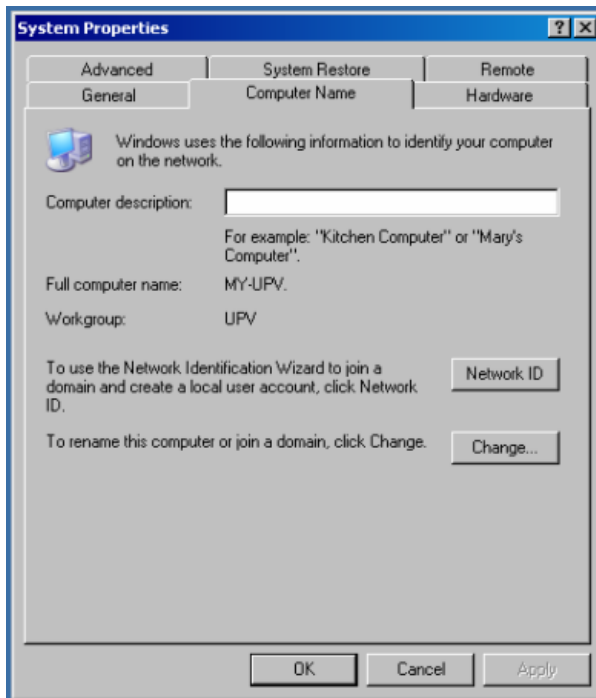 System Properties
Advanced System Restore Remote
General Computer Name Hardware
Windows uses the following information to identify your computer
on the network.
Computer description:
For example: "Kitchen Computer" or "Mary's
Computer".
Full computer name: MY-UPV.
Workgroup: UPV
To use the Network Identification Wizard to join a
domain and create a local user account, click Network
ID.
Network ID
To rename this computer or join a domain, click Change.
Change...
OK Cancel Apply